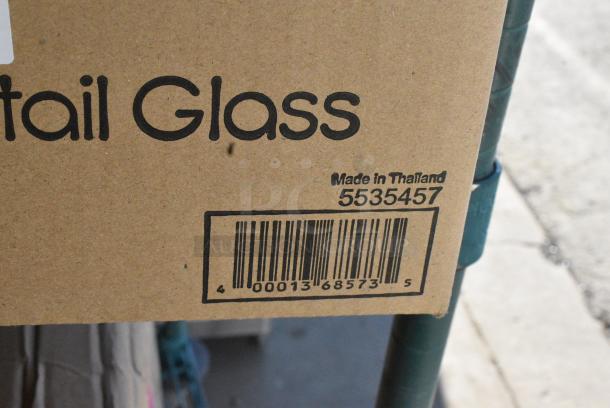 tail Glass
Made in Thailand
5535457
4 00013 68573 5